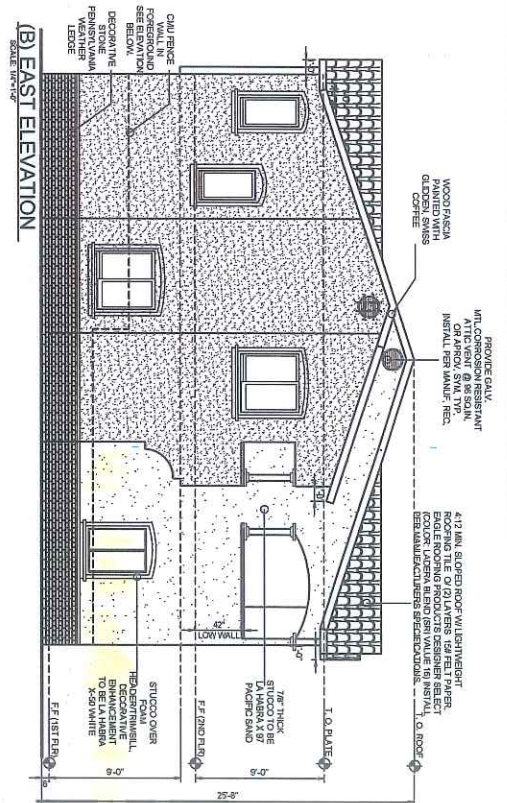 PROVIDE GALV.
MTL.CORROSION RESISTANT
ATTIC VENT @ 96 SQ.IN.
OR APROV. SYM. TYP.
INSTALL PER MANUF. REC.
4:12 MIN. SLOPED ROOF W/ LIGHTWEIGHT
ROOFING TILE O/ (2) LAYERS 15# FELT PAPER.
EAGLE ROOFING PRODUCTS DESIGNER SELECT
(COLOR: LADERA BLEND (SRI VALUE 16) INSTALL
PER MANUFACTURERS SPECIFICATIONS.
WOOD FASCIA
PAINTED WITH
GLIDDEN, SWISS
COFFEE
T. O. ROOF
1'-0"
T. O. PLATE
7/8" THICK
STUCCO TO BE
LA HABRA X 97
PACIFIC SAND
9'-0"
42"
LOW WALL
F.F (2ND FLR)
25'-8"
CMU FENCE
WALL IN
FOREGROUND
SEE ELEVATION
BELOW.
STUCCO OVER
FOAM
HEADER/TRIM/SILL
DECORATIVE
ENHANCEMENT
TO BE LA HABRA
X-50 WHITE
9'-0"
DECORATIVE
STONE
PENNSYLVANIA
WEATHER
LEDGE
F.F (1ST FLR)
6"
(B) EAST ELEVATION
SCALE: 1/4"=1'-0"